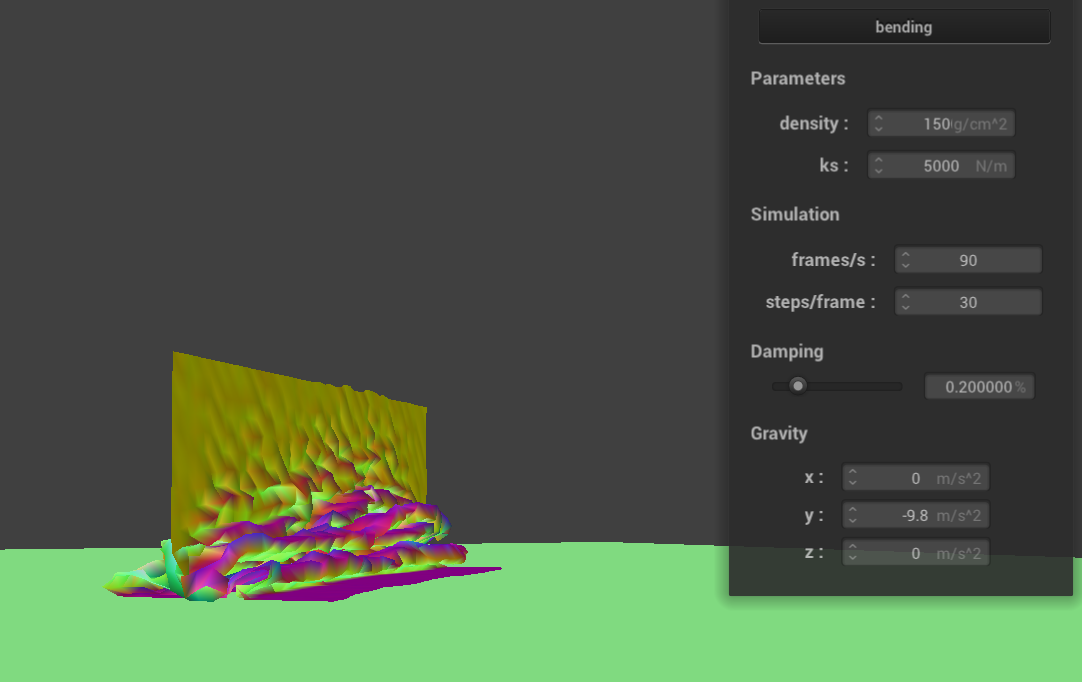 bending
Parameters
density : 150 g/cm^2
ks : 5000 N/m
Simulation
frames/s : 90
steps/frame : 30
Damping
0.200000 %
Gravity
x : 0 m/s^2
y : -9.8 m/s^2
z : 0 m/s^2